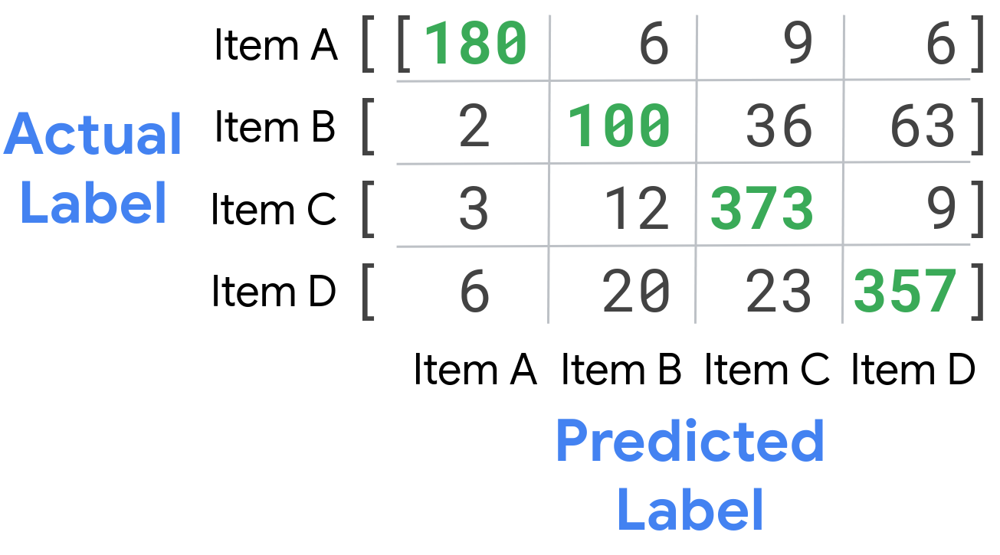 Item A [ [ 180 6 9 6 ]
Actual Label
Item B [ 2 100 36 63 ]
Item C [ 3 12 373 9 ]
Item D [ 6 20 23 357 ]
Item A Item B Item C Item D
Predicted
Label